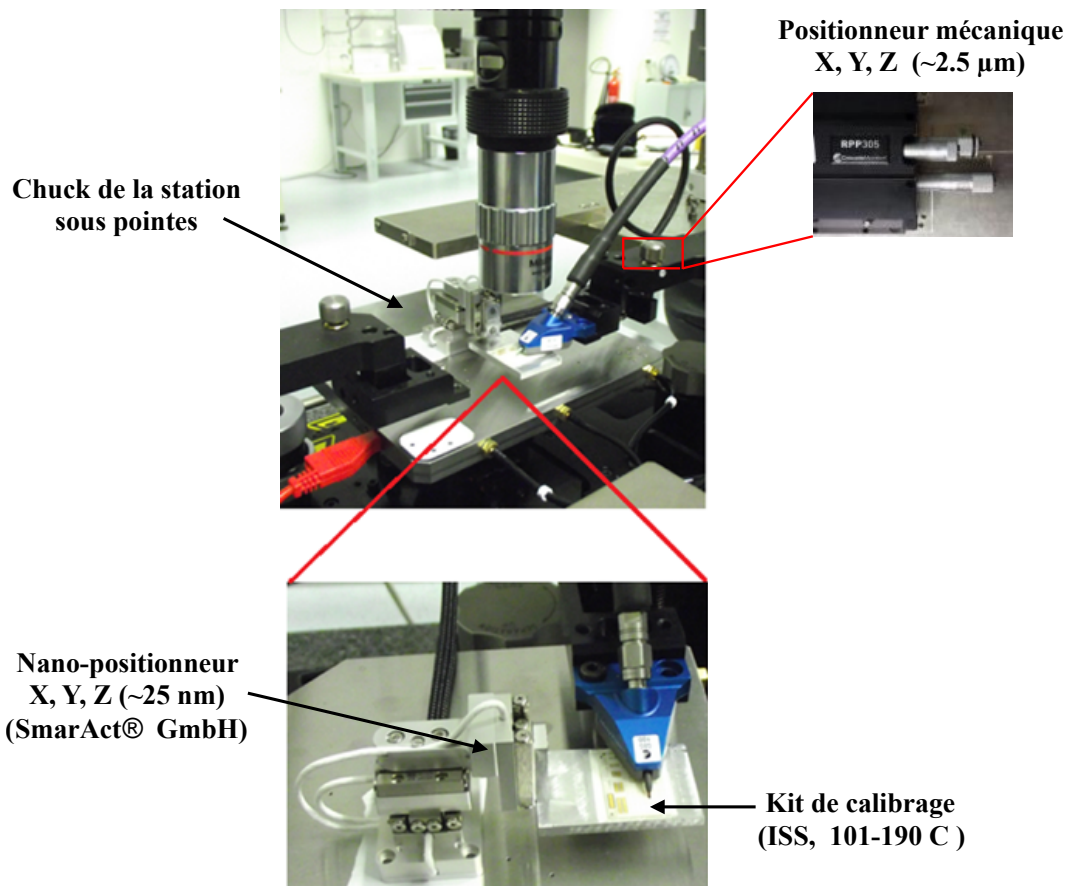 Positionneur mécanique
X, Y, Z (~2.5 µm)
RPP305
Chuck de la station
sous pointes
Nano-positionneur
X, Y, Z (~25 nm)
(SmarAct® GmbH)
Kit de calibrage
(ISS, 101-190 C )